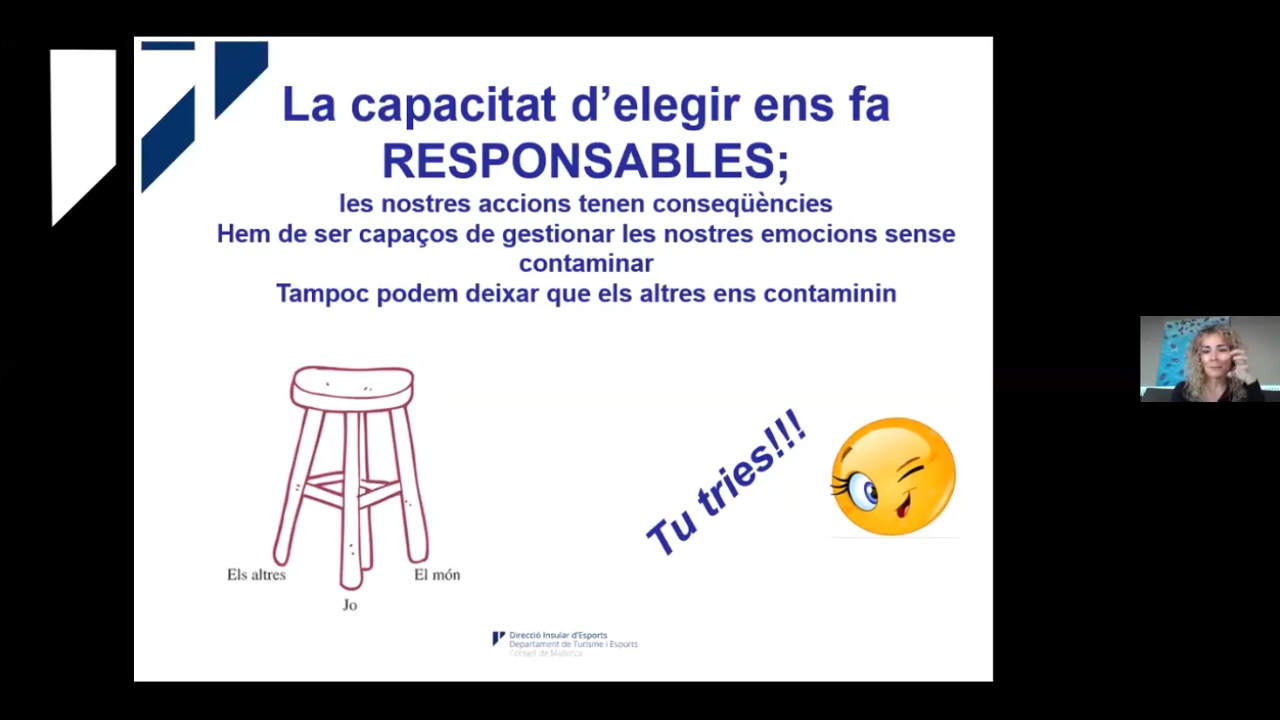 La capacitat d'elegir ens fa
RESPONSABLES;
les nostres accions tenen conseqüències
Hem de ser capaços de gestionar les nostres emocions sense
contaminar
Tampoc podem deixar que els altres ens contaminin
Tu tries!!!
Els altres
El món
Jo
Direcció Insular d'Esports
Departament de Turisme i Esports
Consell de Mallorca